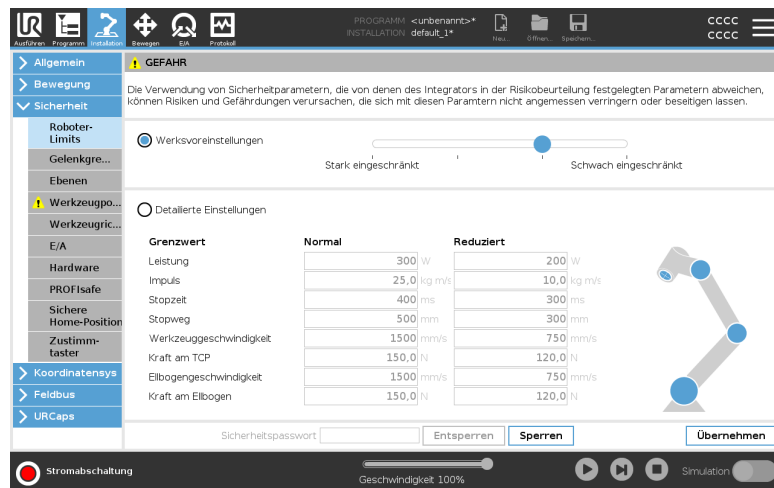 PROGRAMM <unbenannt>*
INSTALLATION default_1*
Ausführen Programm Installation Bewegen E/A Protokoll
Neu... Öffnen... Speichern...
CCCC
CCCC
Allgemein
Bewegung
Sicherheit
Roboter-
Limits
Gelenkgre...
Ebenen
Werkzeugpo...
Werkzeugric...
E/A
Hardware
PROFIsafe
Sichere
Home-Position
Zustimm-
taster
Koordinatensys
Feldbus
URCaps
GEFAHR
Die Verwendung von Sicherheitparametern, die von denen des Integrators in der Risikobeurteilung festgelegten Parametern abweichen,
können Risiken und Gefährdungen verursachen, die sich mit diesen Paramtern nicht angemessen verringern oder beseitigen lassen.
Werksvoreinstellungen
Stark eingeschränkt Schwach eingeschränkt
Detailierte Einstellungen
Grenzwert Normal Reduziert
Leistung 300 W 200 W
Impuls 25,0 kg m/s 10,0 kg m/s
Stopzeit 400 ms 300 ms
Stopweg 500 mm 300 mm
Werkzeuggeschwindigkeit 1500 mm/s 750 mm/s
Kraft am TCP 150,0 N 120,0 N
Ellbogengeschwindigkeit 1500 mm/s 750 mm/s
Kraft am Ellbogen 150,0 N 120,0 N
Sicherheitspasswort Entsperren Sperren Übernehmen
Stromabschaltung
Geschwindigkeit 100%
Simulation